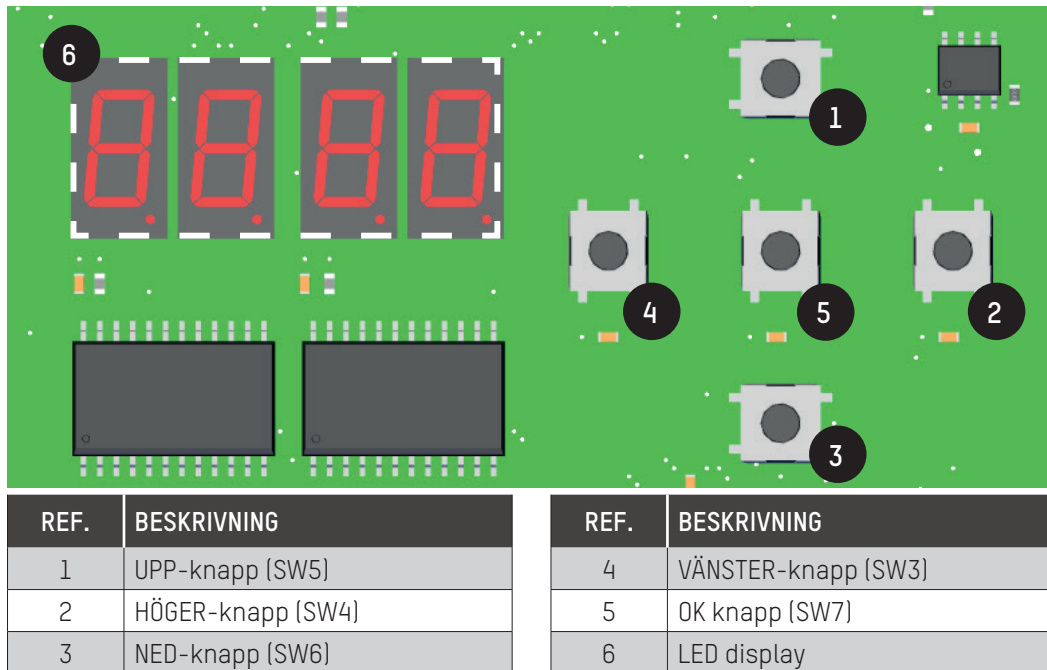 6
1
4
5
2
3
REF. BESKRIVNING
1 UPP-knapp (SW5)
2 HÖGER-knapp (SW4)
3 NED-knapp (SW6)
REF. BESKRIVNING
4 VÄNSTER-knapp (SW3)
5 OK knapp (SW7)
6 LED display